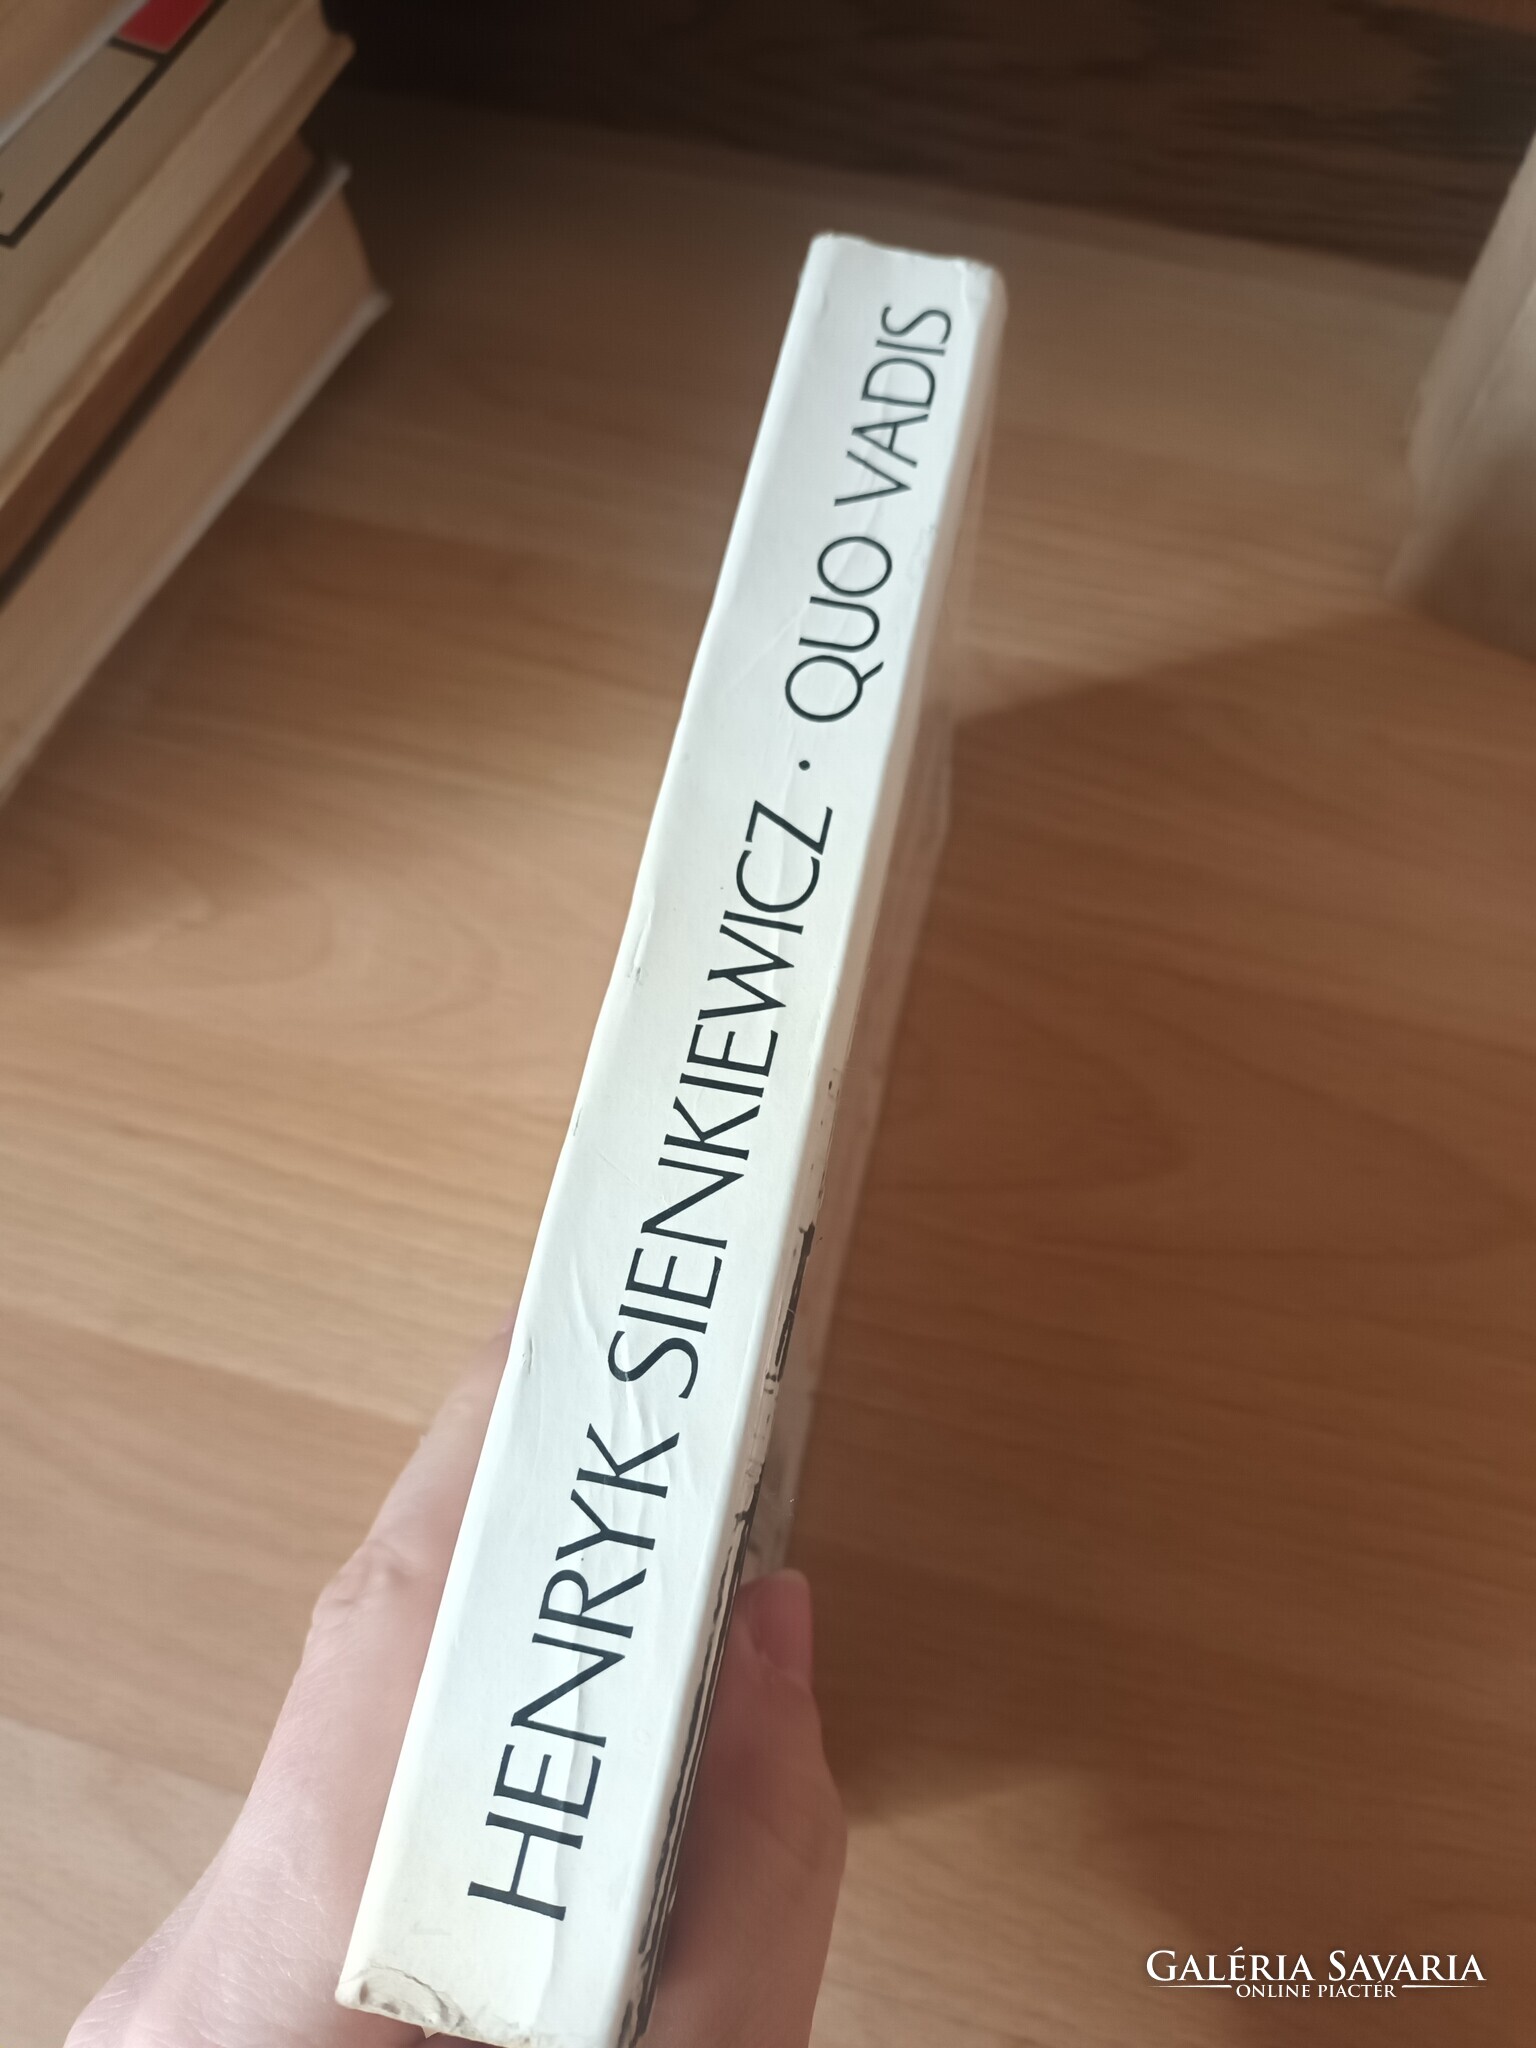 HENRYK SIENKIEWICZ · QUO VADIS
GALÉRIA SAVARIA
ONLINE PIACTÉR